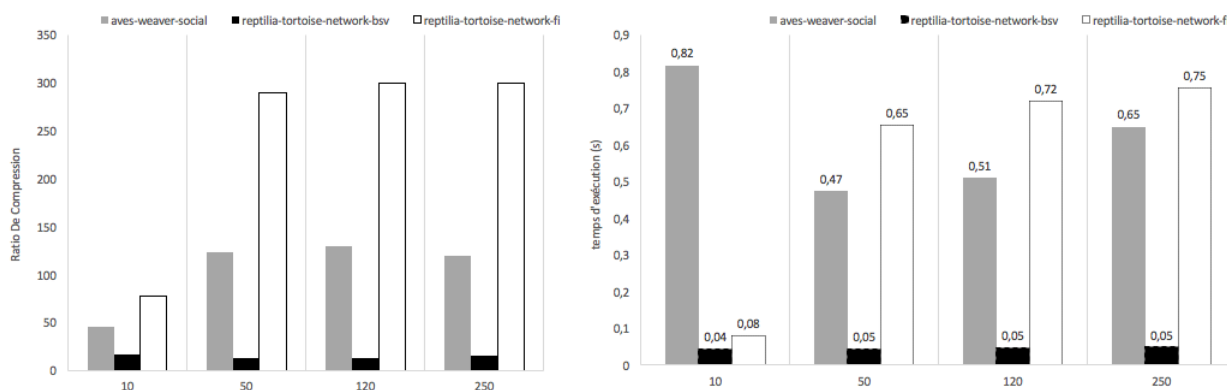 aves-weaver-social reptilia-tortoise-network-bsv reptilia-tortoise-network-fi
350
300
250
200
150
100
50
0
Ratio De Compression
10 50 120 250
aves-weaver-social reptilia-tortoise-network-bsv reptilia-tortoise-network-fi
0,9
0,8
0,7
0,6
0,5
0,4
0,3
0,2
0,1
0
temps d'exécution (s)
0,82 0,04 0,08
0,47 0,05 0,65
0,51 0,05 0,72
0,65 0,05 0,75
10 50 120 250